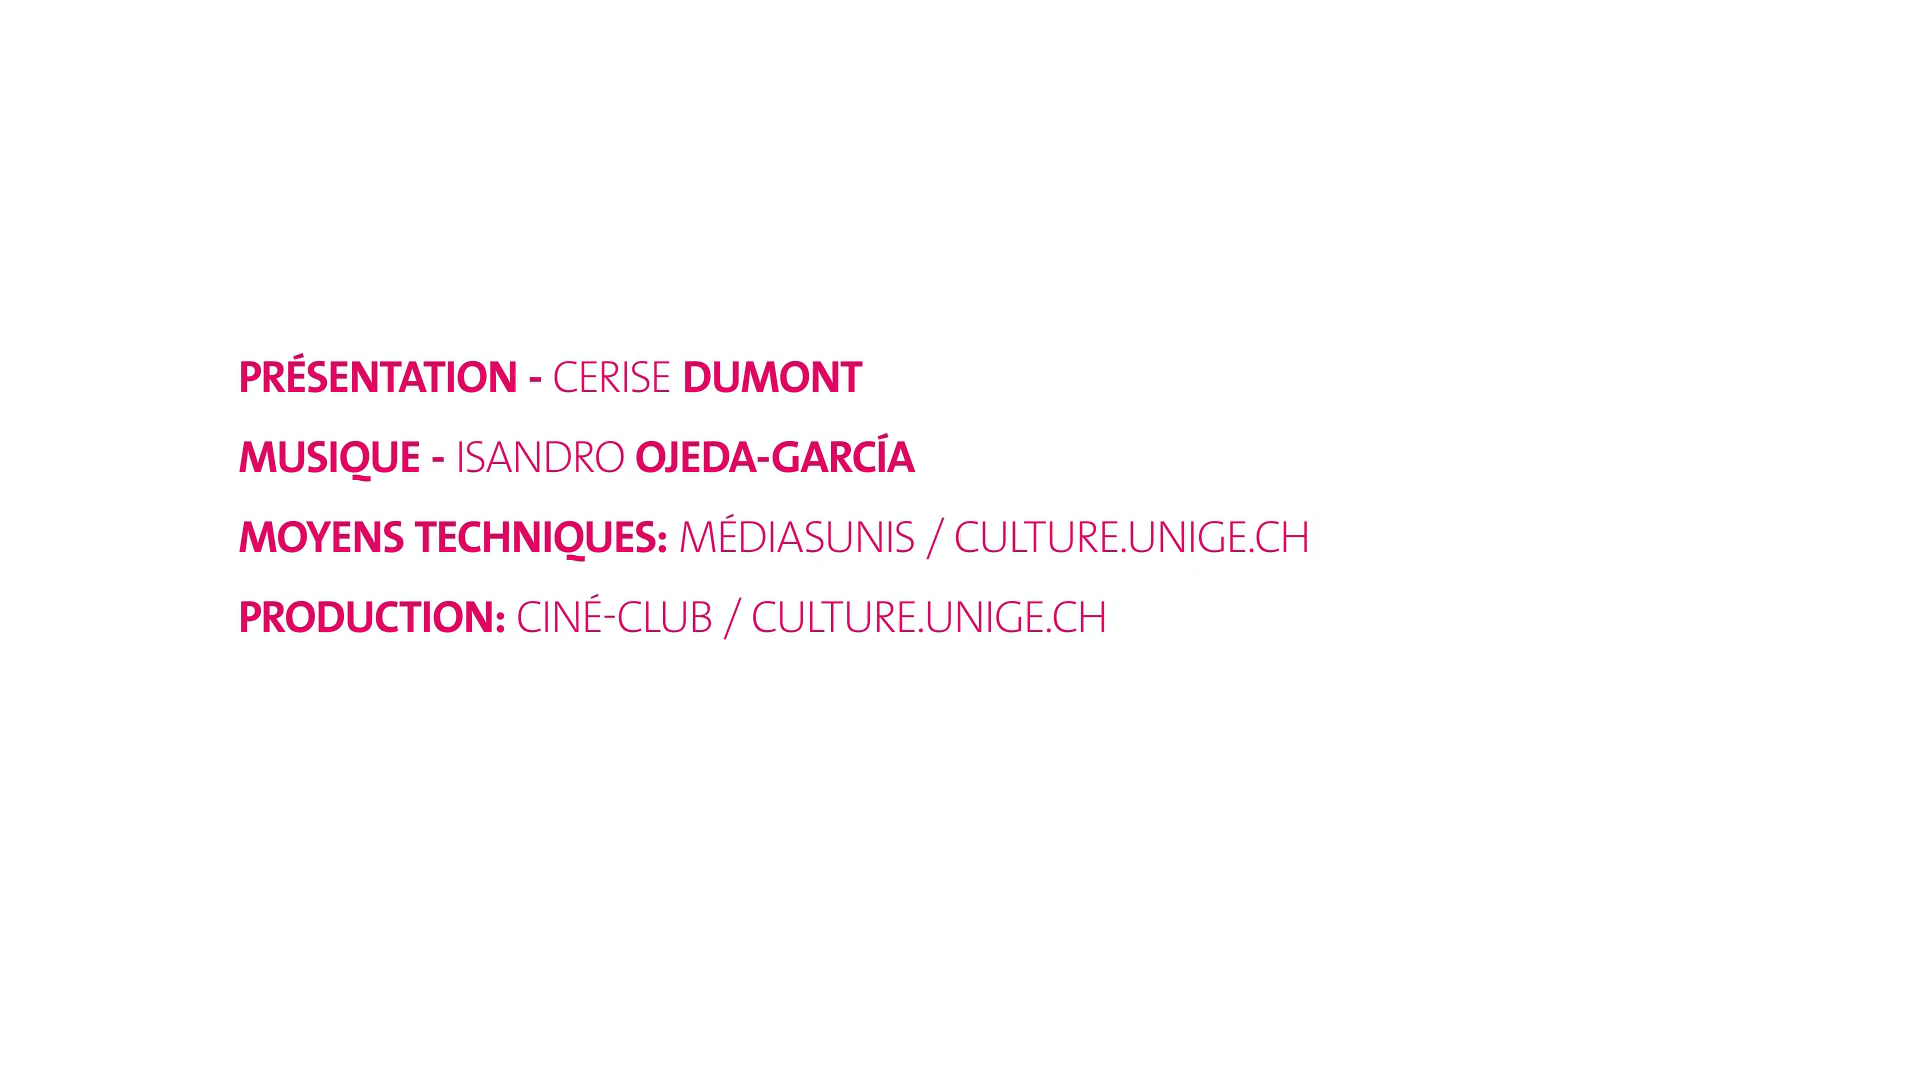 PRÉSENTATION - CERISE DUMONT
MUSIQUE - ISANDRO OJEDA-GARCÍA
MOYENS TECHNIQUES: MÉDIASUNIS / CULTURE.UNIGE.CH
PRODUCTION: CINÉ-CLUB / CULTURE.UNIGE.CH